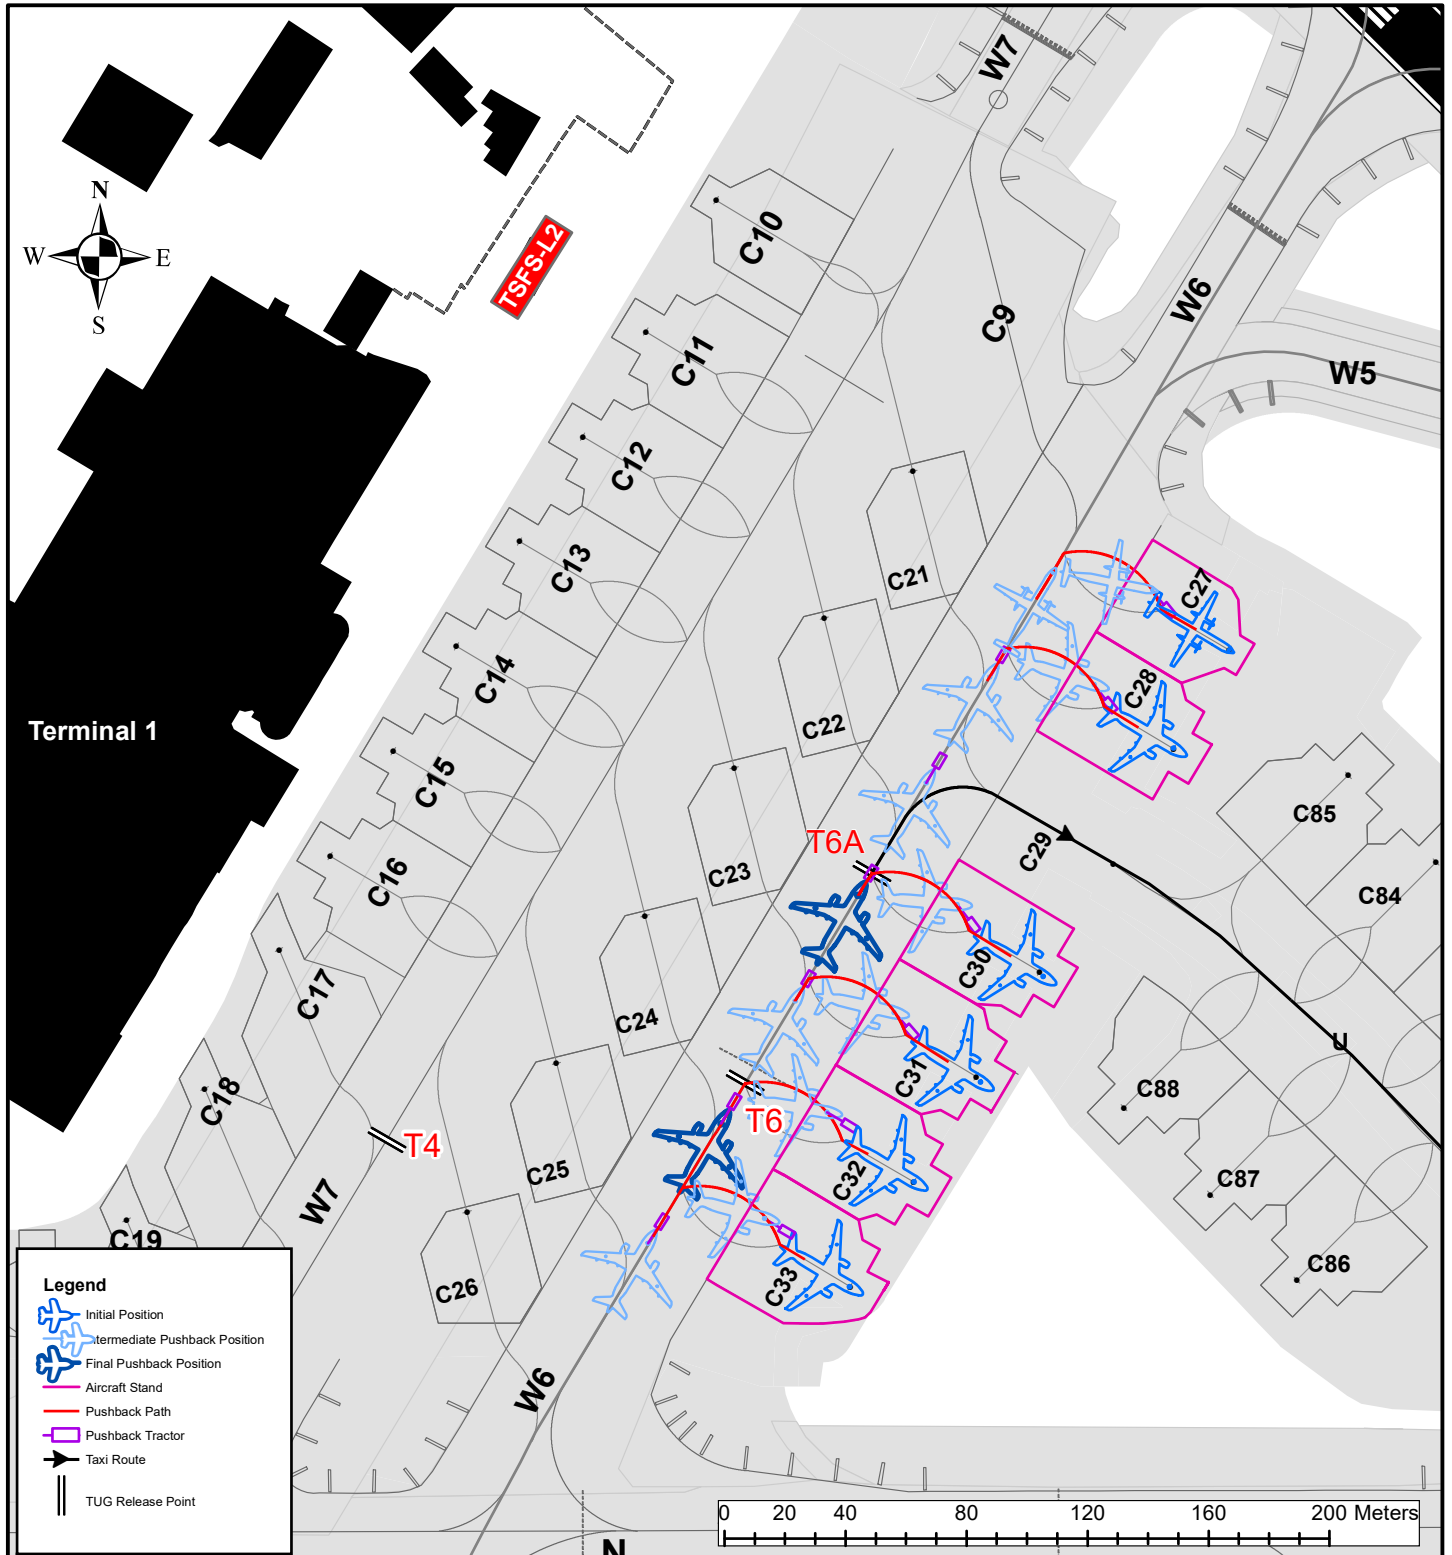 W7
N
W
E
S
TSFS-L2
C10
C9
W6
W5
C11
C12
C13
C21
C27
C14
C28
C22
Terminal 1
C15
T6A
C29
C85
C16
C23
C84
C17
C30
C24
U
C31
C88
C18
T6
T4
C25
C32
C87
W7
C19
C26
C33
C86
W6
Legend
Initial Position
ntermediate Pushback Position
Final Pushback Position
Aircraft Stand
Pushback Path
Pushback Tractor
Taxi Route
TUG Release Point
0 20 40 80 120 160 200 Meters
N